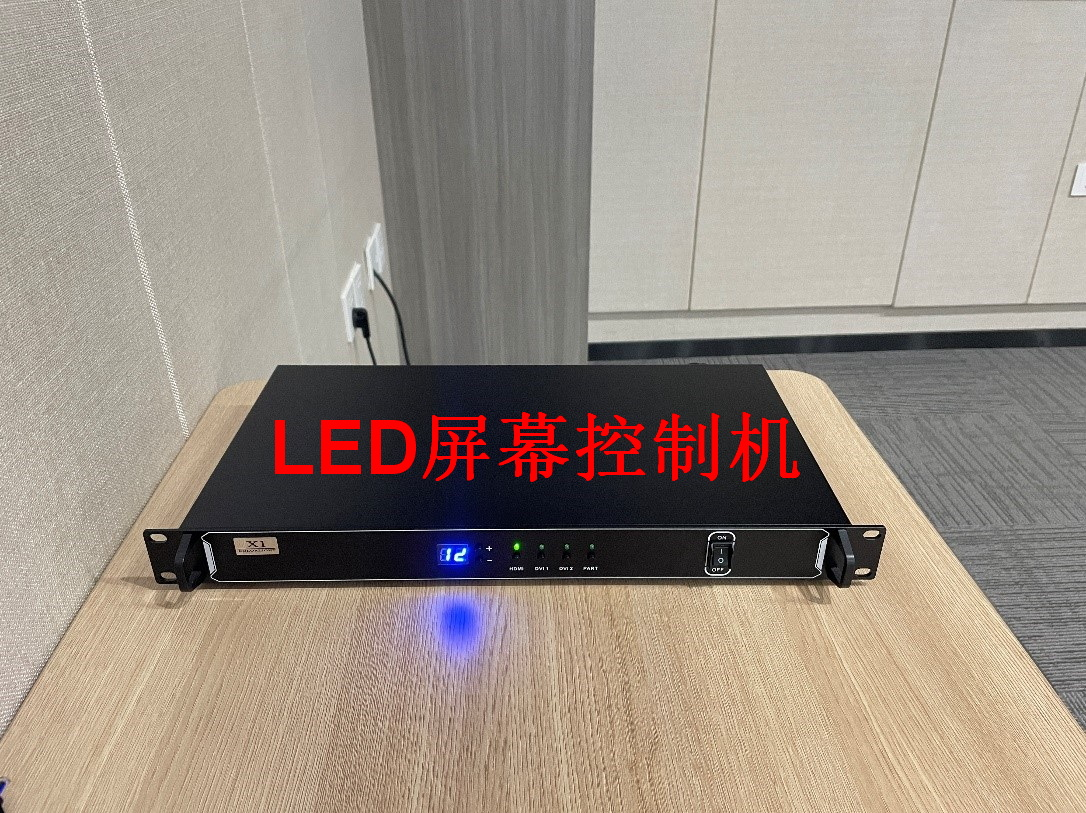 LED屏幕控制机
X1
12
+
-
HDMI DVI 1 DVI 2 PART
ON
I
O
OFF